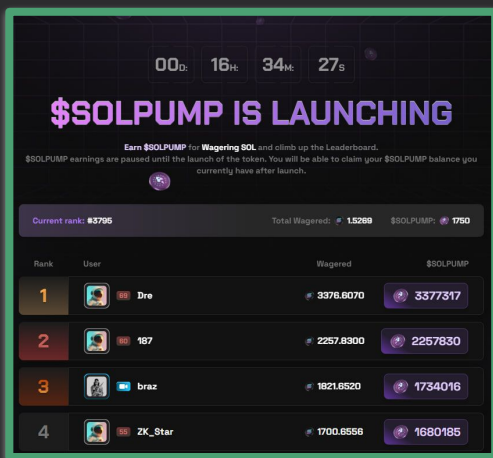 00D: 16H: 34M: 27S
$SOLPUMP IS LAUNCHING
Earn $SOLPUMP for Wagering SOL and climb up the Leaderboard.
$SOLPUMP earnings are paused until the launch of the token. You will be able to claim your $SOLPUMP balance you
currently have after launch.
Current rank: #3795 Total Wagered: 1.5269 $SOLPUMP: 1750
Rank User Wagered $SOLPUMP
1 Dre 3376.6070 3377317
2 187 2257.8300 2257830
3 braz 1821.6520 1734016
4 55 ZK_Star 1700.6556 1680185